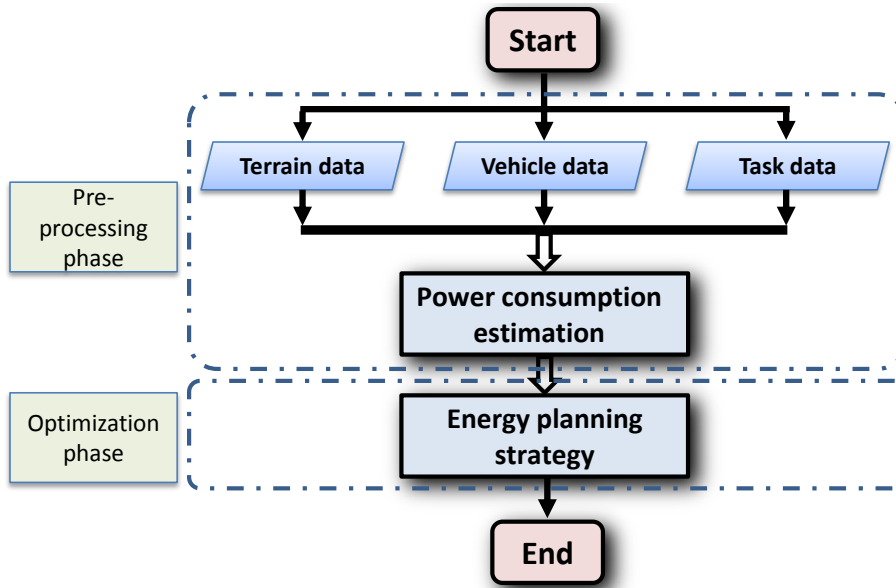 Start
Terrain data
Vehicle data
Task data
Pre-
processing
phase
Power consumption
estimation
Optimization
phase
Energy planning
strategy
End